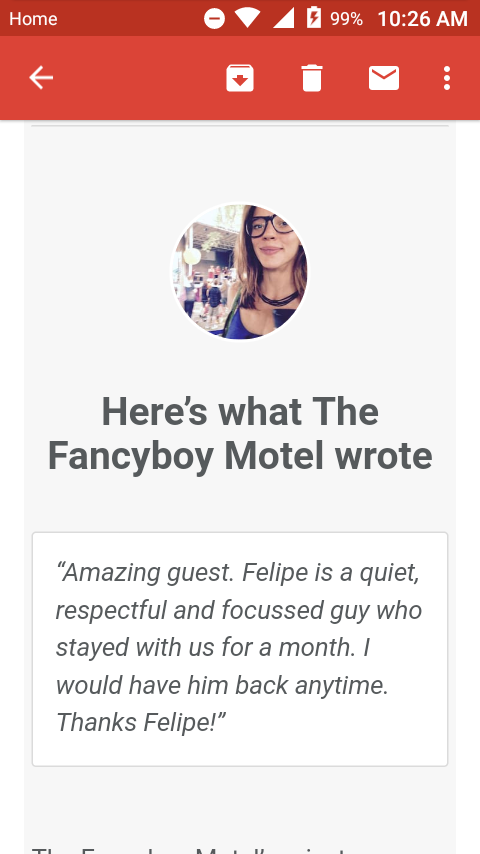 Home 99% 10:26 AM
Here’s what The
Fancyboy Motel wrote
“Amazing guest. Felipe is a quiet,
respectful and focussed guy who
stayed with us for a month. I
would have him back anytime.
Thanks Felipe!”